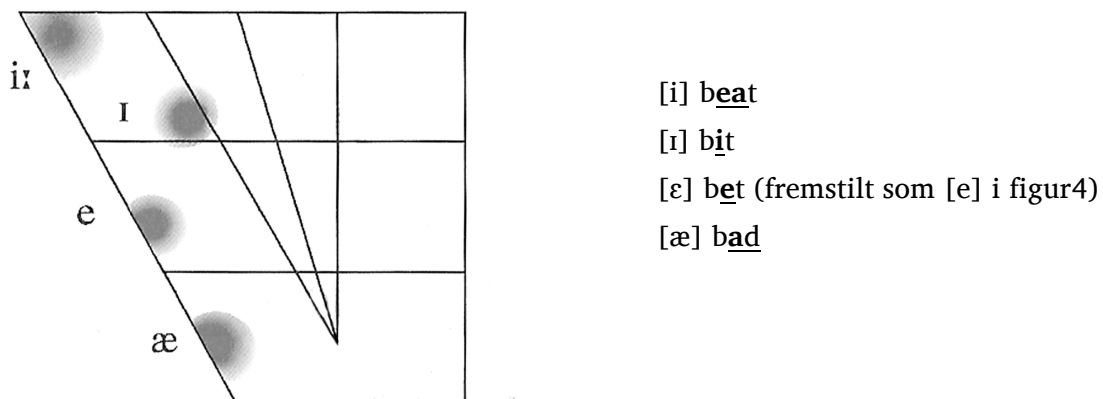 iː
ɪ
e
æ
[i] beat
[ɪ] bit
[ɛ] bet (fremstilt som [e] i figur4)
[æ] bad